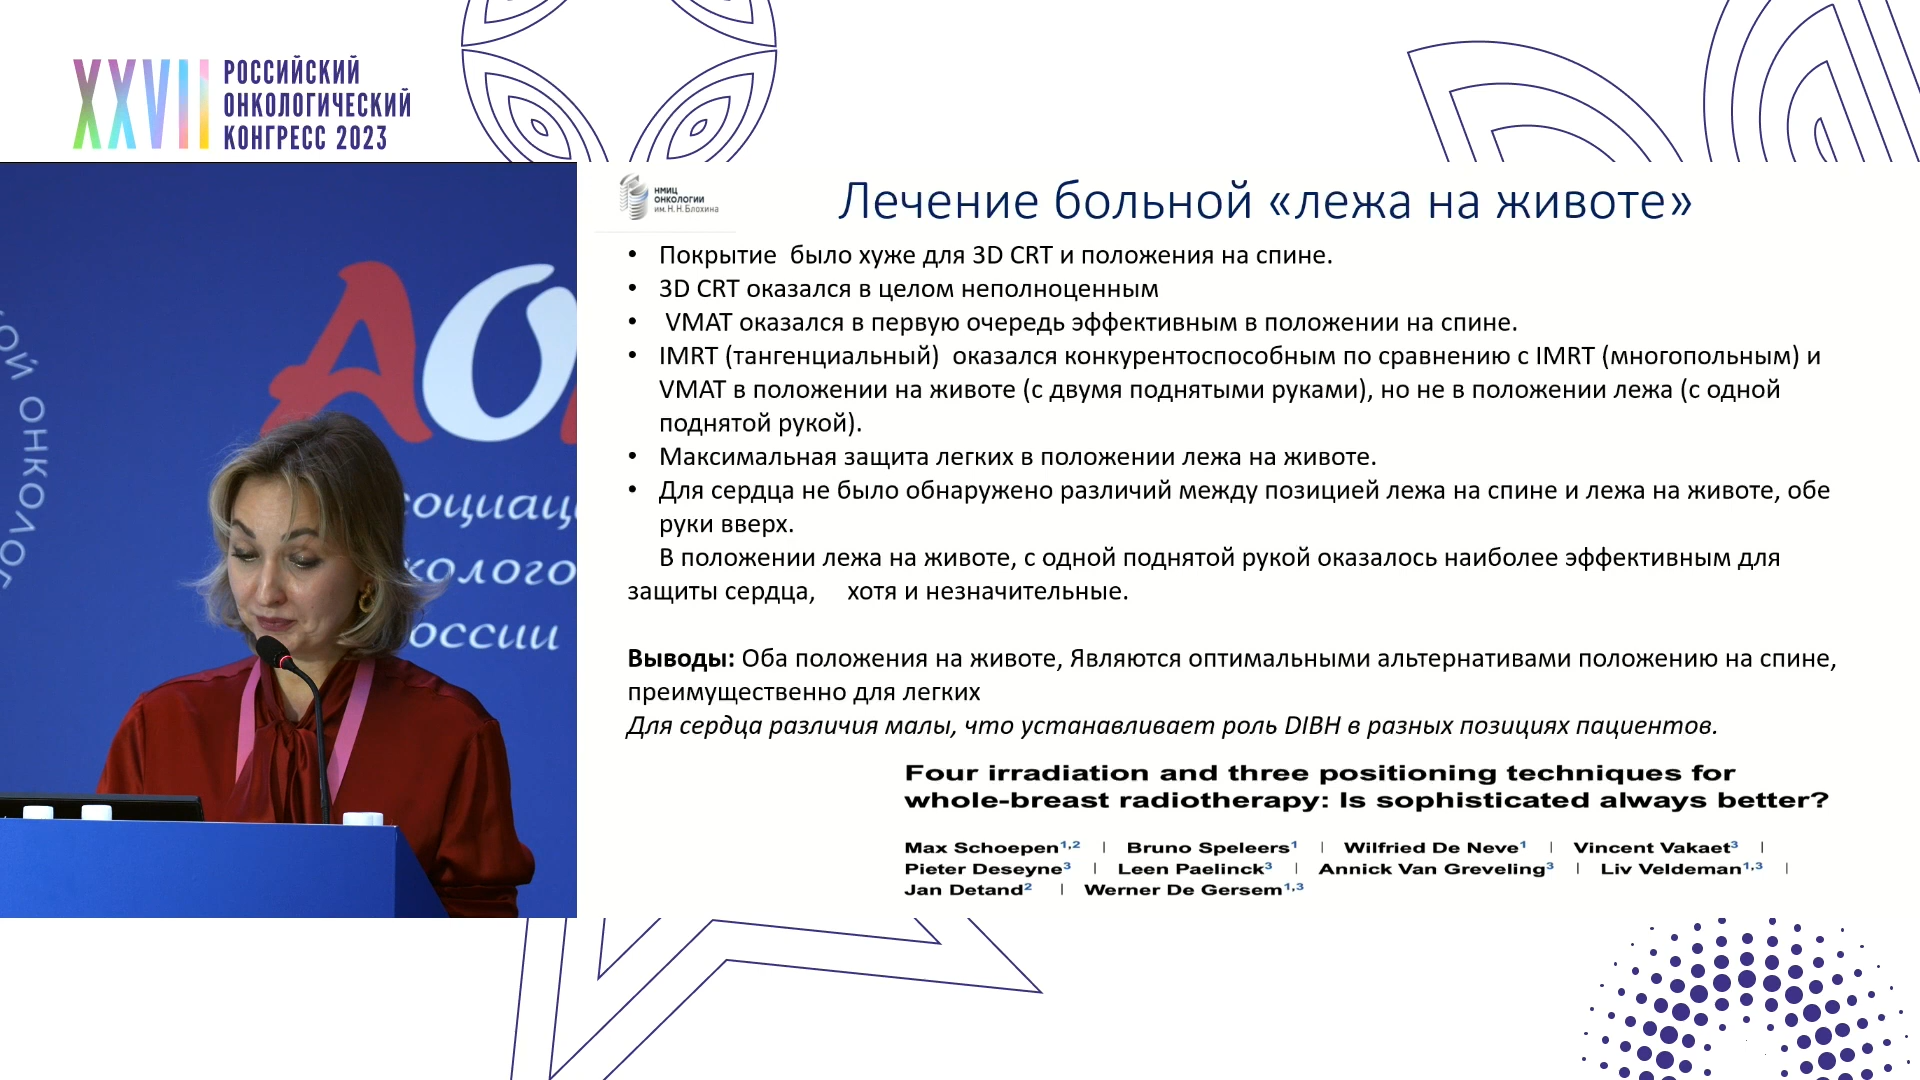 XXVII
РОССИЙСКИЙ
ОНКОЛОГИЧЕСКИЙ
КОНГРЕСС 2023
НМИЦ
ОНКОЛОГИИ
им. Н. Н. Блохина
Лечение больной «лежа на животе»
• Покрытие было хуже для 3D CRT и положения на спине.
• 3D CRT оказался в целом неполноценным
• VMAT оказался в первую очередь эффективным в положении на спине.
• IMRT (тангенциальный) оказался конкурентоспособным по сравнению с IMRT (многопольным) и
VMAT в положении на животе (с двумя поднятыми руками), но не в положении лежа (с одной
поднятой рукой).
• Максимальная защита легких в положении лежа на животе.
• Для сердца не было обнаружено различий между позицией лежа на спине и лежа на животе, обе
руки вверх.
В положении лежа на животе, с одной поднятой рукой оказалось наиболее эффективным для
защиты сердца, хотя и незначительные.
Выводы: Оба положения на животе, Являются оптимальными альтернативами положению на спине,
преимущественно для легких
Для сердца различия малы, что устанавливает роль DIBH в разных позициях пациентов.
Four irradiation and three positioning techniques for
whole-breast radiotherapy: Is sophisticated always better?
Max Schoepen1,2 | Bruno Speleers1 | Wilfried De Neve1 | Vincent Vakaet3 |
Pieter Deseyne3 | Leen Paelinck3 | Annick Van Greveling3 | Liv Veldeman1,3 |
Jan Detand2 | Werner De Gersem1,3
АО
социац
колого
оссии
ой онколог